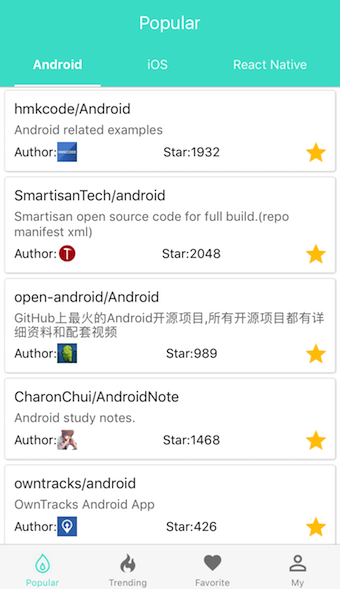 Popular
Android
iOS
React Native
hmkcode/Android
Android related examples
Author:
Star:1932
SmartisanTech/android
Smartisan open source code for full build.(repo
manifest xml)
Author:
Star:2048
open-android/Android
GitHub上最火的Android开源项目,所有开源项目都有详
细资料和配套视频
Author:
Star:989
CharonChui/AndroidNote
Android study notes.
Author:
Star:1468
owntracks/android
OwnTracks Android App
Author:
Star:426
Popular
Trending
Favorite
My